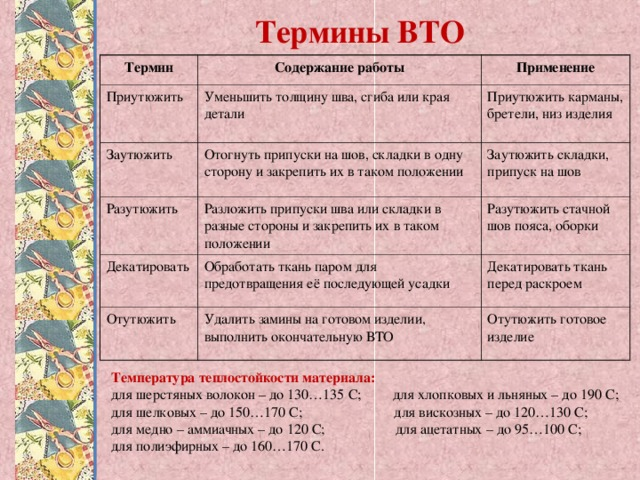 Термины ВТО
Термин Содержание работы Применение
Приутюжить Уменьшить толщину шва, сгиба или края Приутюжить карманы,
детали бретели, низ изделия
Заутюжить Отогнуть припуски на шов, складки в одну Заутюжить складки,
сторону и закрепить их в таком положении припуск на шов
Разутюжить Разложить припуски шва или складки в Разутюжить стачной
разные стороны и закрепить их в таком шов пояса, оборки
положении
Декатировать Обработать ткань паром для Декатировать ткань
предотвращения её последующей усадки перед раскроем
Отутюжить Удалить замины на готовом изделии, Отутюжить готовое
выполнить окончательную ВТО изделие
Температура теплостойкости материала:
для шерстяных волокон – до 130…135 С; для хлопковых и льняных – до 190 С;
для шелковых – до 150…170 С; для вискозных – до 120…130 С;
для медно – аммиачных – до 120 С; для ацетатных – до 95…100 С;
для полиэфирных – до 160…170 С.